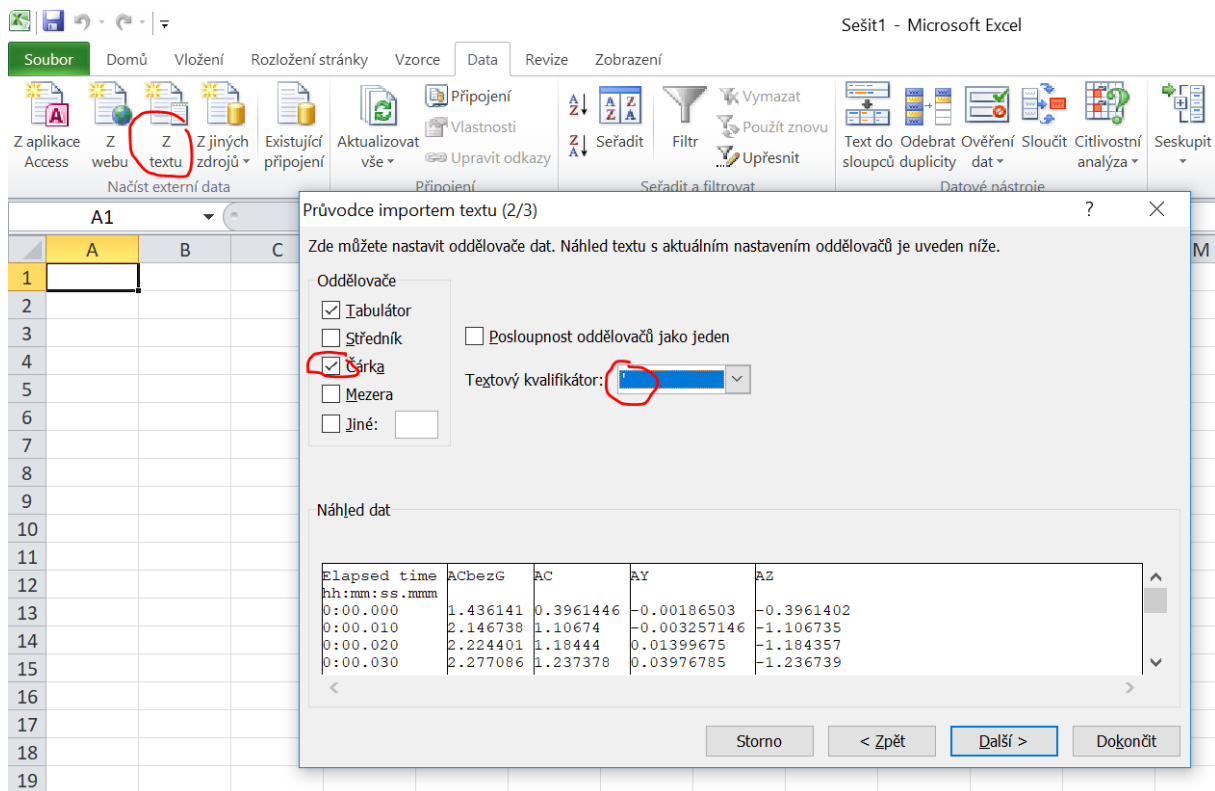 Sešit1 - Microsoft Excel
Soubor Domů Vložení Rozložení stránky Vzorce Data Revize Zobrazení
Z aplikace Access
Z webu
Z textu
Z jiných zdrojů
Existující připojení
Načíst externí data
Aktualizovat vše
Připojení
Vlastnosti
Upravit odkazy
Připojení
Seřadit
Filtr
Vymazat
Použít znovu
Upřesnit
Seřadit a filtrovat
Text do sloupců
Odebrat duplicity
Ověření dat
Sloučit
Citlivostní analýza
Datové nástroje
Seskupit
A1
A B C M
1
2
3
4
5
6
7
8
9
10
11
12
13
14
15
16
17
18
19
Průvodce importem textu (2/3)
?
Zde můžete nastavit oddělovače dat. Náhled textu s aktuálním nastavením oddělovačů je uveden níže.
Oddělovače
Tabulátor
Středník
Čárka
Mezera
Jiné:
Posloupnost oddělovačů jako jeden
Textový kvalifikátor: '
Náhled dat
Elapsed time ACbezG AC AY AZ
hh:mm:ss.mmm
0:00.000 1.436141 0.3961446 -0.00186503 -0.3961402
0:00.010 2.146738 1.10674 -0.003257146 -1.106735
0:00.020 2.224401 1.18444 0.01399675 -1.184357
0:00.030 2.277086 1.237378 0.03976785 -1.236739
Storno < Zpět Další > Dokončit